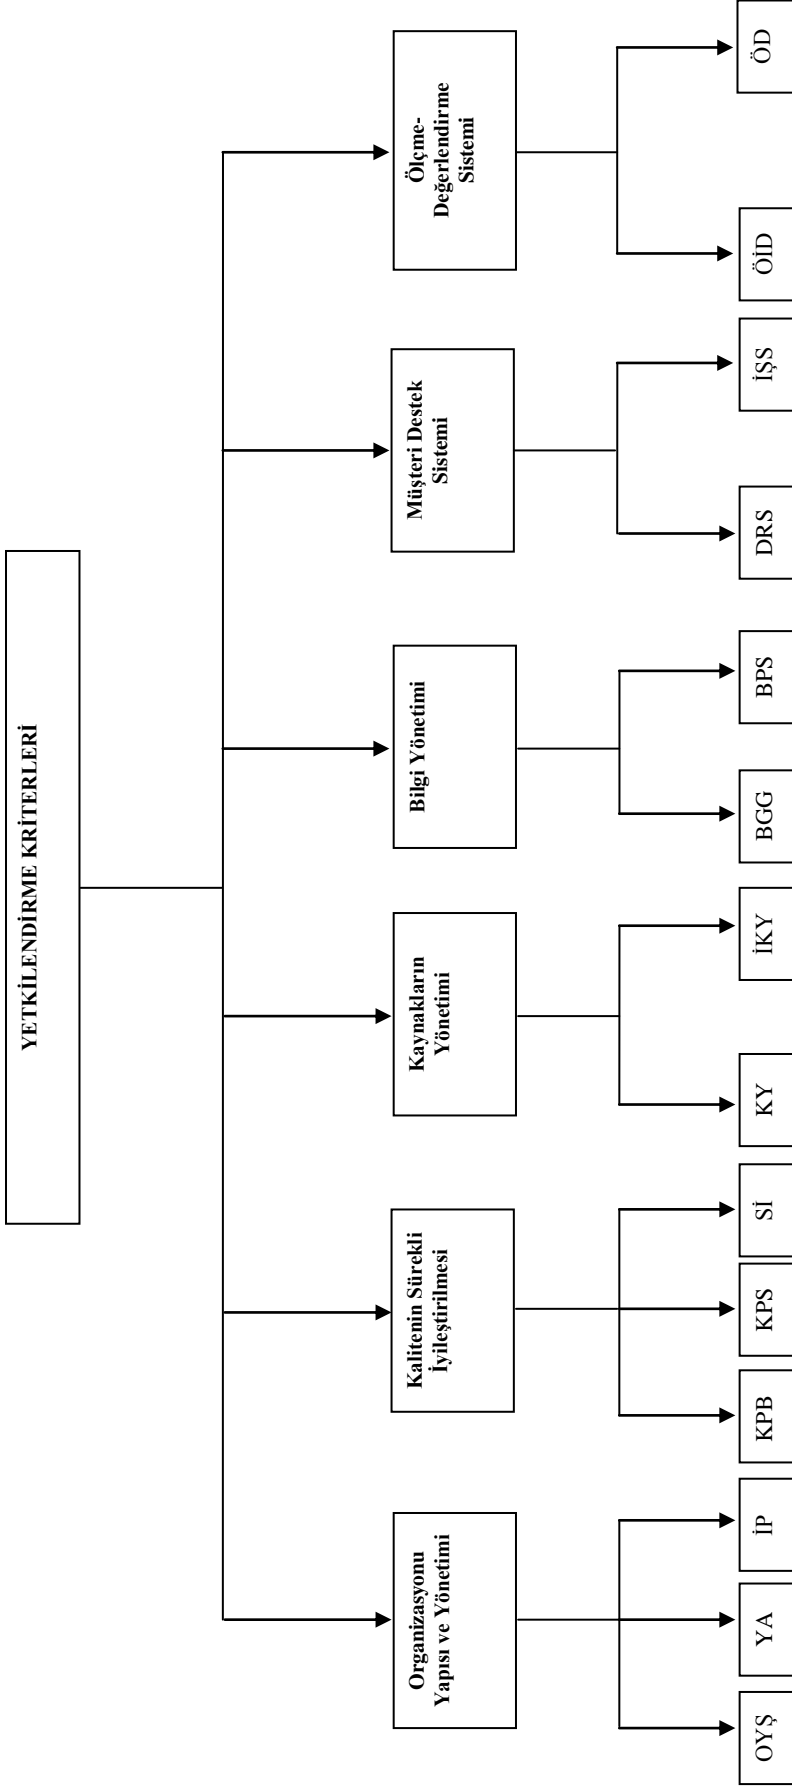 YETKİLENDİRME KRİTERLERİ
Organizasyonu
Yapısı ve Yönetimi
Kalitenin Sürekli
İyileştirilmesi
Kaynakların
Yönetimi
Bilgi Yönetimi
Müşteri Destek
Sistemi
Ölçme-
Değerlendirme
Sistemi
OYŞ
YA
İP
KPB
KPS
Sİ
KY
İKY
BGG
BPS
DRS
İŞS
ÖİD
ÖD